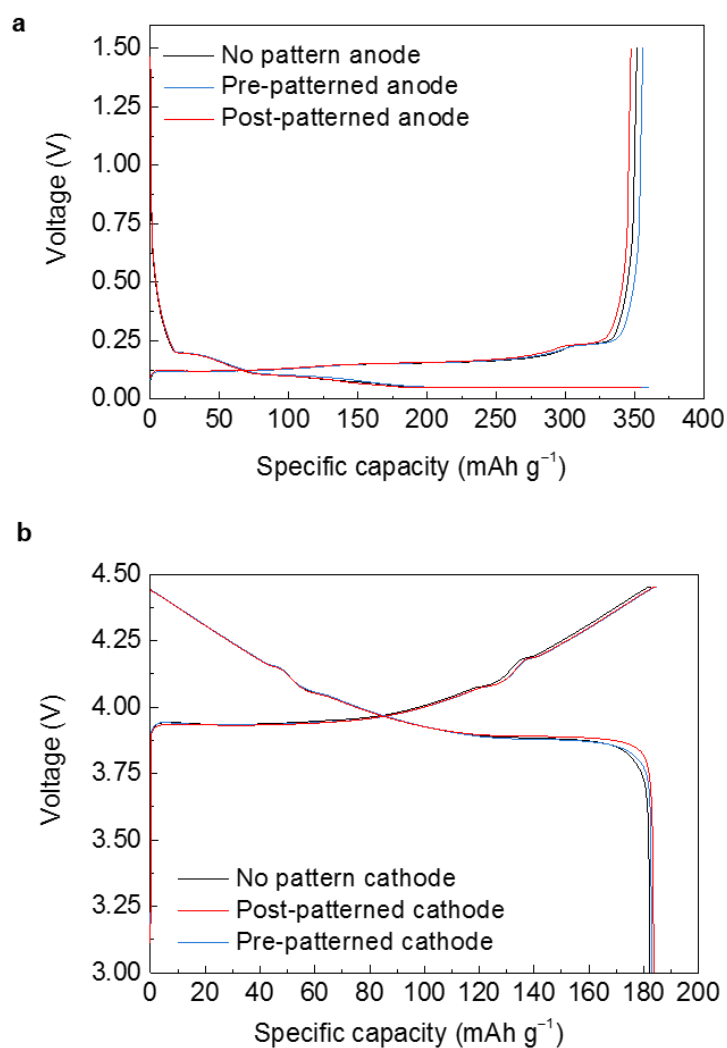 a
1.50
No pattern anode
Pre-patterned anode
Post-patterned anode
1.25
1.00
0.75
0.50
0.25
0.00
Voltage (V)
0 50 100 150 200 250 300 350 400
Specific capacity (mAh g⁻¹)
b
4.50
4.25
4.00
3.75
3.50
3.25
3.00
Voltage (V)
No pattern cathode
Post-patterned cathode
Pre-patterned cathode
0 20 40 60 80 100 120 140 160 180 200
Specific capacity (mAh g⁻¹)